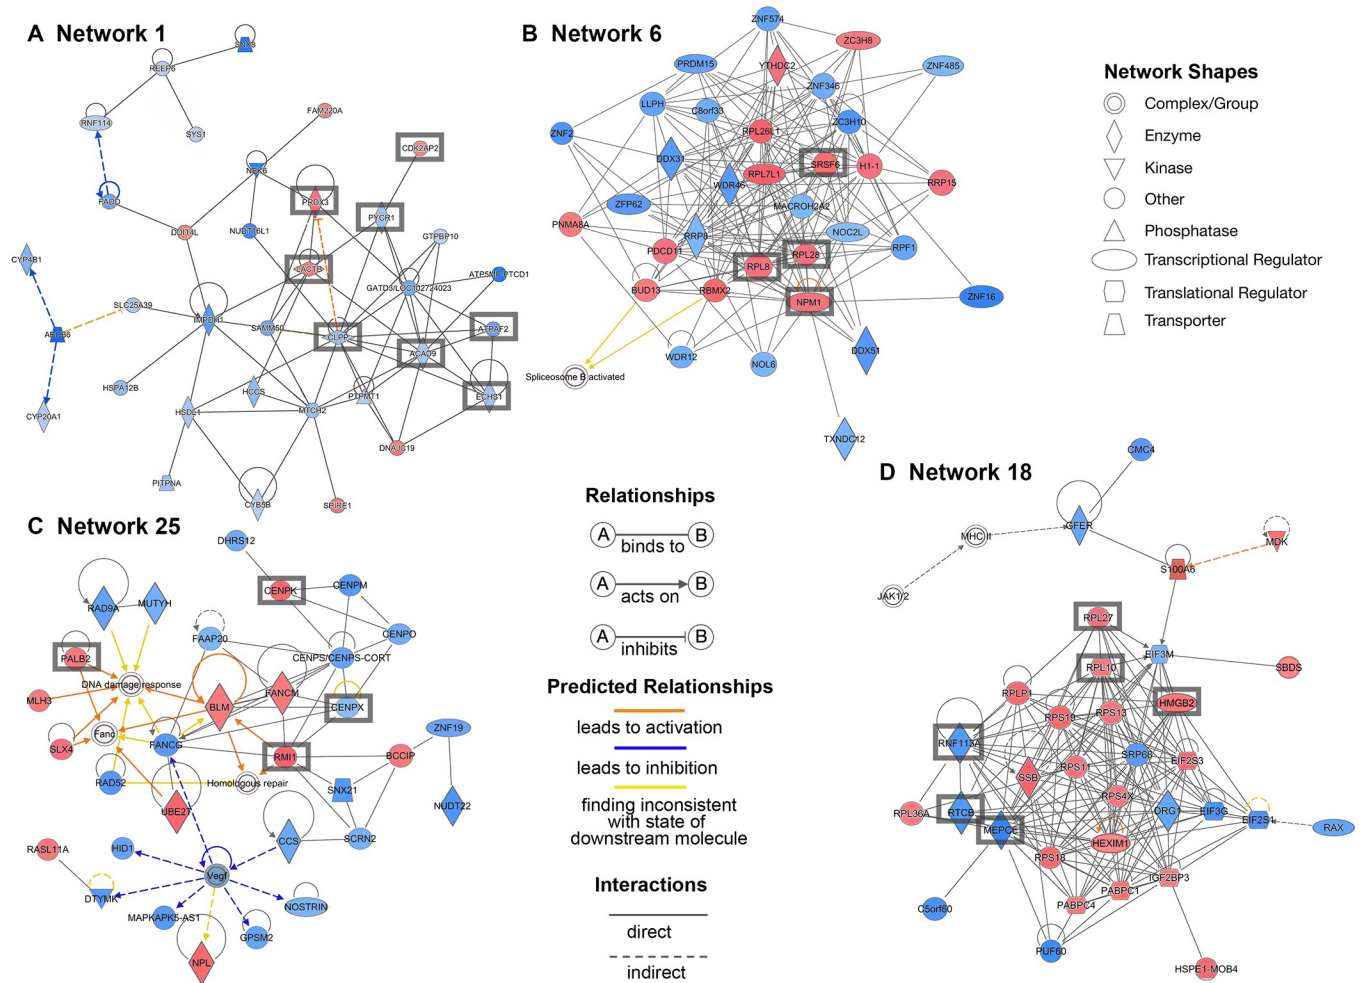 A Network 1
SNX8
REEP6
RNF114
SYS1
FAM220A
CDK2AP2
NEK6
FADD
PRDX3
PYCR1
DDIT4L
NUDT16L1
GTPBP10
CYP4B1
LACTB
ATP5MF-PTCD1
GATD3/LOC102724023
SLC25A39
IMPDH1
SAMM50
ABCB6
CLPP
ATPAF2
ACAD9
HSPA12B
HCCS
PTPMT1
ECHS1
CYP20A1
HSDL1
MTCH2
DNAJC19
PITPNA
CYB5B
SPIRE1
B Network 6
ZNF574
ZC3H8
PRDM15
YTHDC2
ZNF485
ZNF346
LLPH
C8orf33
ZC3H10
ZNF2
RPL26L1
DDX31
SRSF6
H1-1
RPL7L1
WDR46
RRP15
ZFP62
MACROH2A2
PNMA8A
RRP8
NOC2L
PDCD11
RPL28
RPF1
RPL8
BUD13
RBMX2
NPM1
ZNF16
WDR12
NOL6
DDX51
Spliceosome B activated
TXNDC12
Network Shapes
Complex/Group
Enzyme
Kinase
Other
Phosphatase
Transcriptional Regulator
Translational Regulator
Transporter
C Network 25
DHRS12
CENPK
CENPM
RAD9A
MUTYH
FAAP20
CENPO
PALB2
CENPS/CENPS-CORT
DNA damage response
MLH3
BLM
FANCM
CENPX
Fanc
SLX4
FANCG
ZNF19
RMI1
BCCIP
RAD52
Homologous repair
SNX21
UBE2T
NUDT22
CCS
SCRN2
RASL11A
HID1
Vegf
DTYMK
MAPKAPK5-AS1
NOSTRIN
GPSM2
NPL
Relationships
A B
binds to
A B
acts on
A B
inhibits
Predicted Relationships
leads to activation
leads to inhibition
finding inconsistent
with state of
downstream molecule
Interactions
direct
indirect
D Network 18
CMC4
GFER
MHC II
MDK
S100A6
JAK1/2
RPL27
EIF3M
RPL10
SBDS
RPLP1
HMGB2
RPS19
RPS13
RNF113A
SRP68
EIF2S3
SSB
RPS11
RPS4X
RPL36A
RTCB
DRG1
EIF3G
EIF2S1
RAX
MEPCE
HEXIM1
RPS18
IGF2BP3
PABPC1
PABPC4
C5orf60
PUF60
HSPE1-MOB4